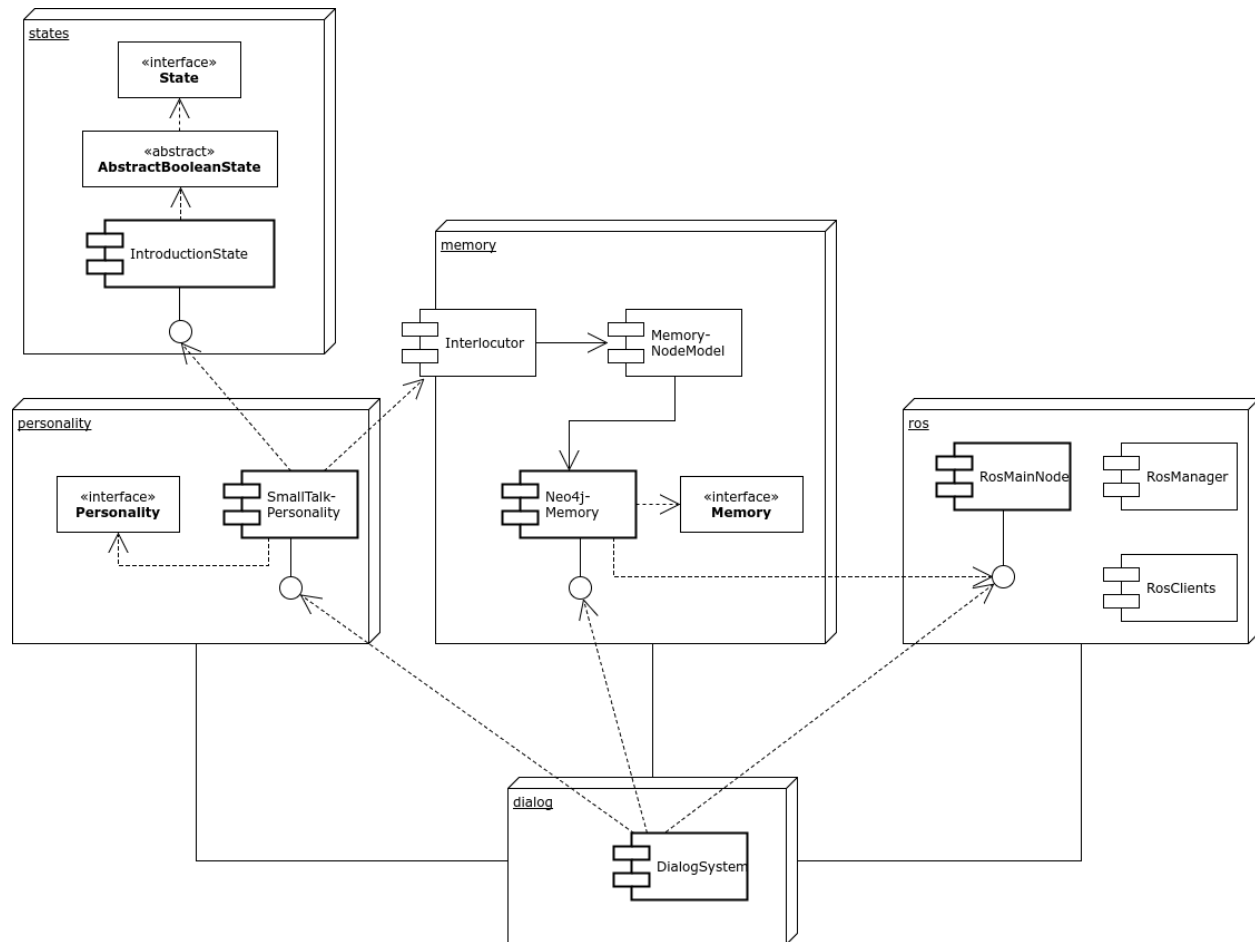 states
«interface»
State
«abstract»
AbstractBooleanState
IntroductionState
memory
Interlocutor
Memory-
NodeModel
personality
«interface»
Personality
SmallTalk-
Personality
Neo4j-
Memory
«interface»
Memory
ros
RosMainNode
RosManager
RosClients
dialog
DialogSystem